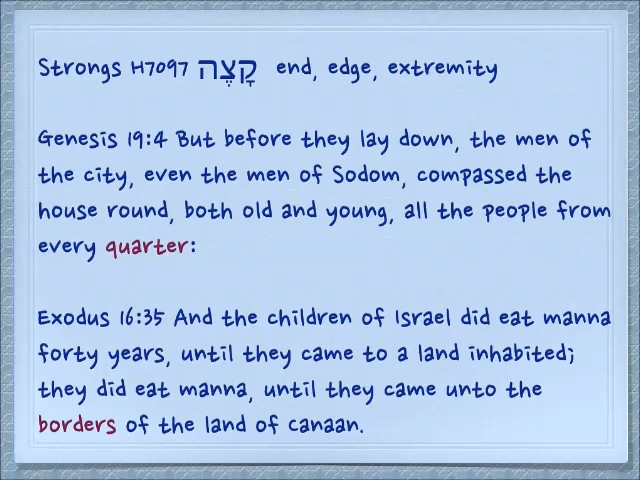 Strongs H7097 קָצֶה end, edge, extremity
Genesis 19:4 But before they lay down, the men of
the city, even the men of Sodom, compassed the
house round, both old and young, all the people from
every quarter:
Exodus 16:35 And the children of Israel did eat manna
forty years, until they came to a land inhabited;
they did eat manna, until they came unto the
borders of the land of Canaan.